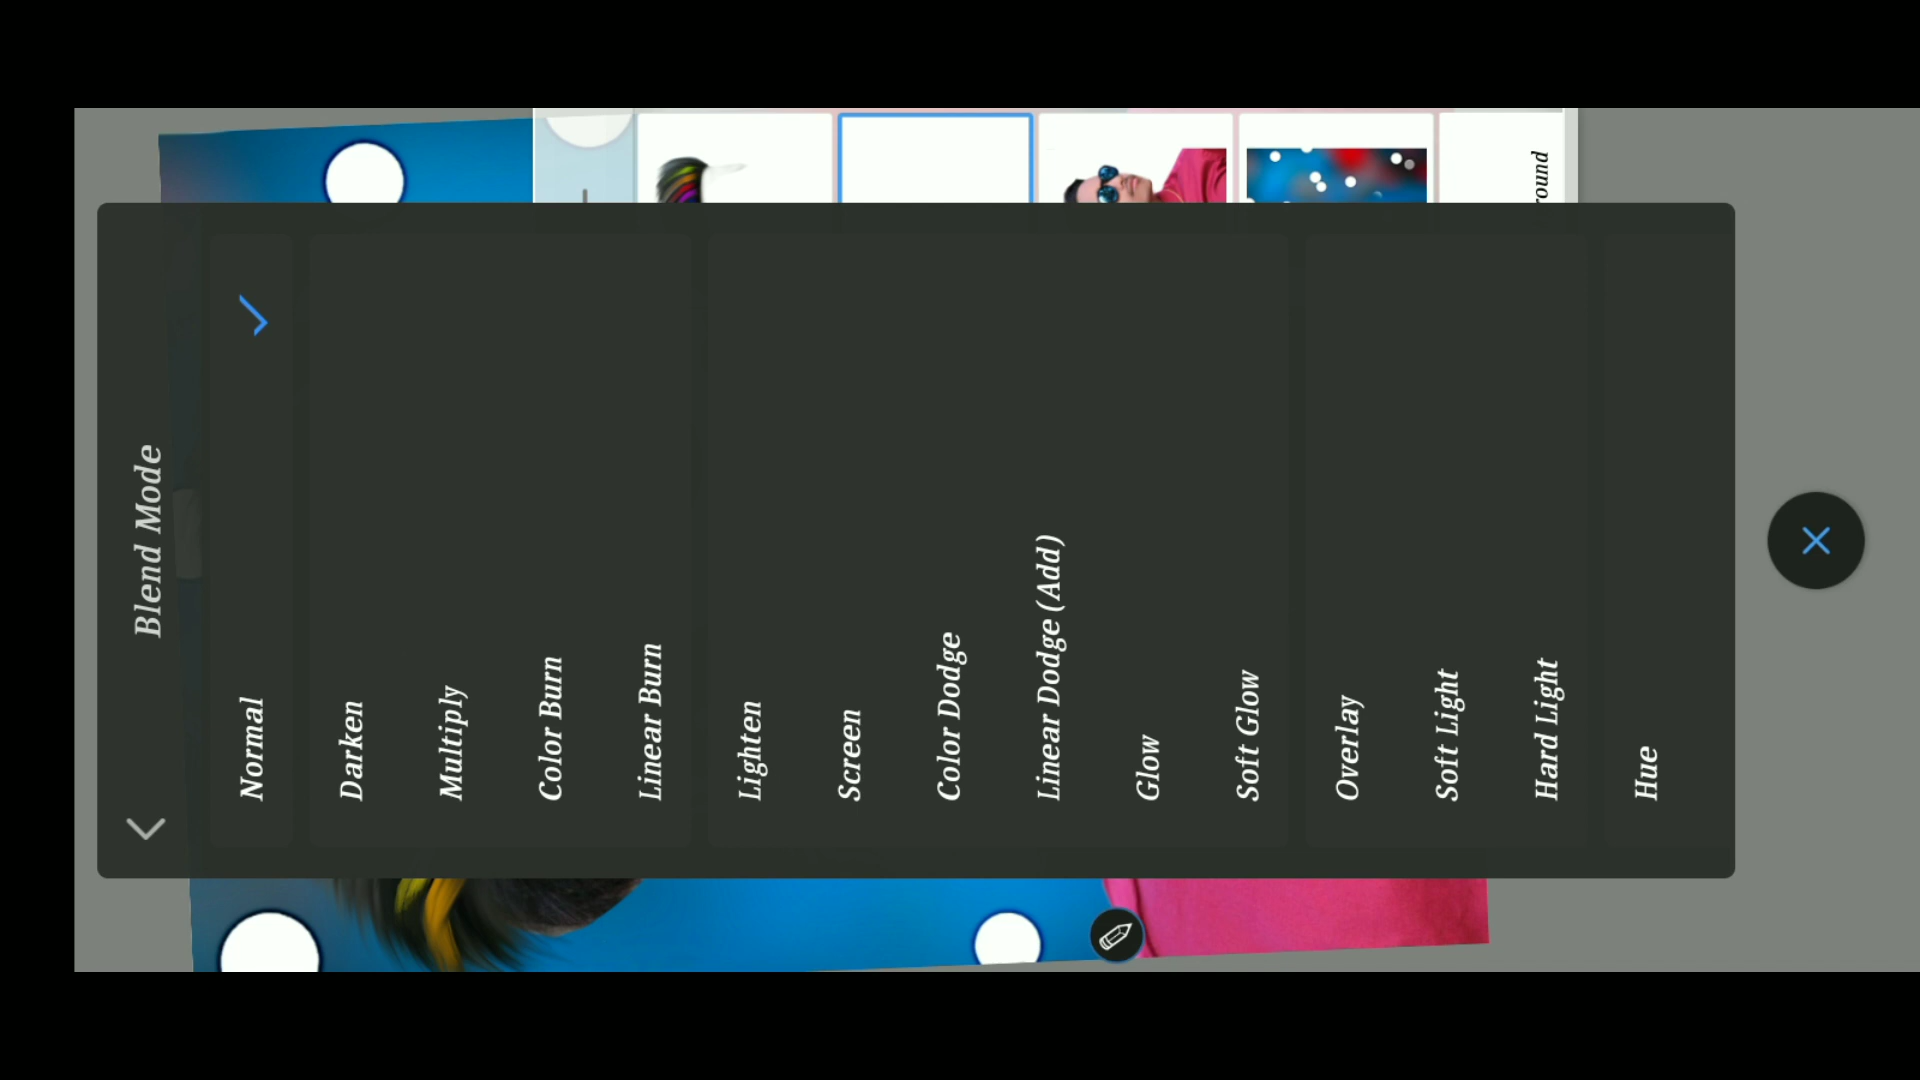 Blend Mode
Normal
Darken
Multiply
Color Burn
Linear Burn
Lighten
Screen
Color Dodge
Linear Dodge (Add)
Glow
Soft Glow
Overlay
Soft Light
Hard Light
Hue